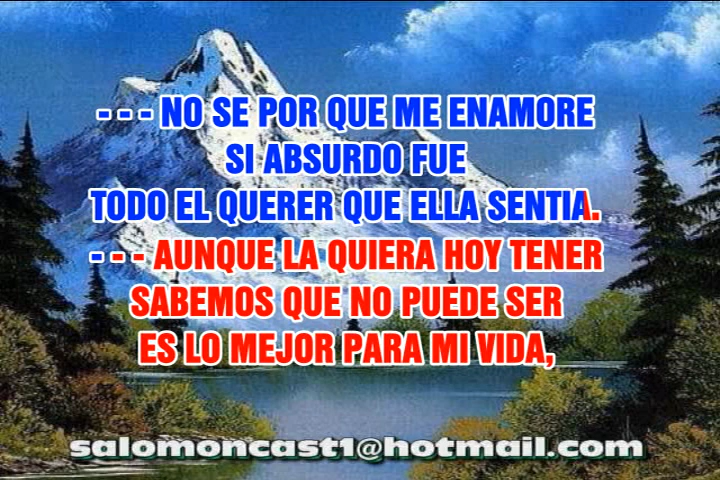 - - - NO SE POR QUE ME ENAMORE
SI ABSURDO FUE
TODO EL QUERER QUE ELLA SENTIA.
- - - AUNQUE LA QUIERA HOY TENER
SABEMOS QUE NO PUEDE SER
ES LO MEJOR PARA MI VIDA,
salomoncast1@hotmail.com